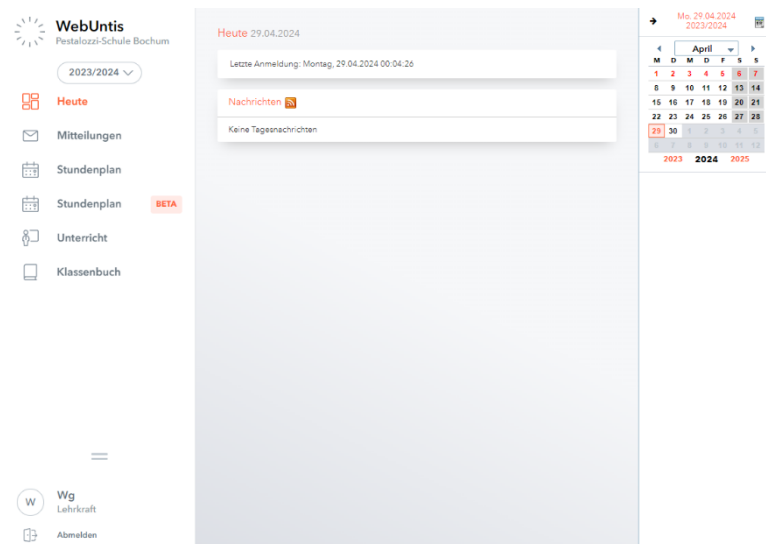 WebUntis
Pestalozzi-Schule Bochum
2023/2024
Heute
Mitteilungen
Stundenplan
Stundenplan BETA
Unterricht
Klassenbuch
W
Wg
Lehrkraft
Abmelden
Heute 29.04.2024
Letzte Anmeldung: Montag, 29.04.2024 00:04:26
Nachrichten
Keine Tagesnachrichten
Mo, 29.04.2024
2023/2024
April
M D M D F S S
1 2 3 4 5 6 7
8 9 10 11 12 13 14
15 16 17 18 19 20 21
22 23 24 25 26 27 28
29 30 1 2 3 4 5
6 7 8 9 10 11 12
2023 2024 2025